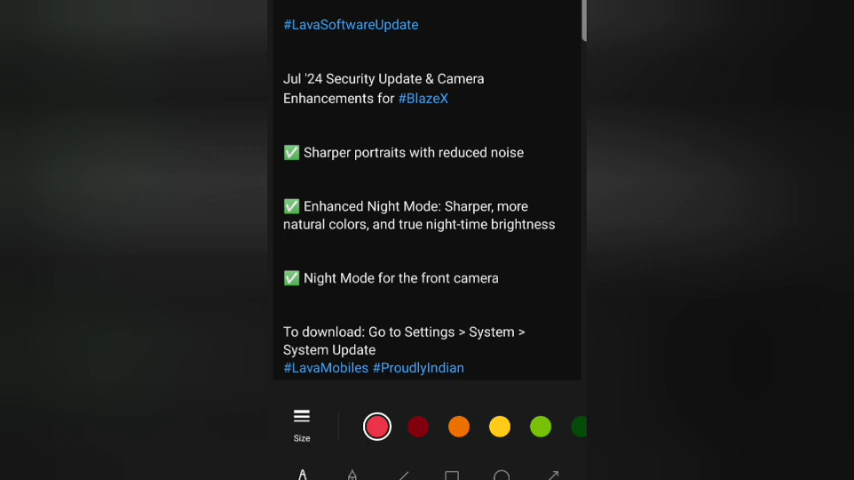 #LavaSoftwareUpdate
Jul '24 Security Update & Camera
Enhancements for #BlazeX
✅ Sharper portraits with reduced noise
✅ Enhanced Night Mode: Sharper, more
natural colors, and true night-time brightness
✅ Night Mode for the front camera
To download: Go to Settings > System >
System Update
#LavaMobiles #ProudlyIndian
Size